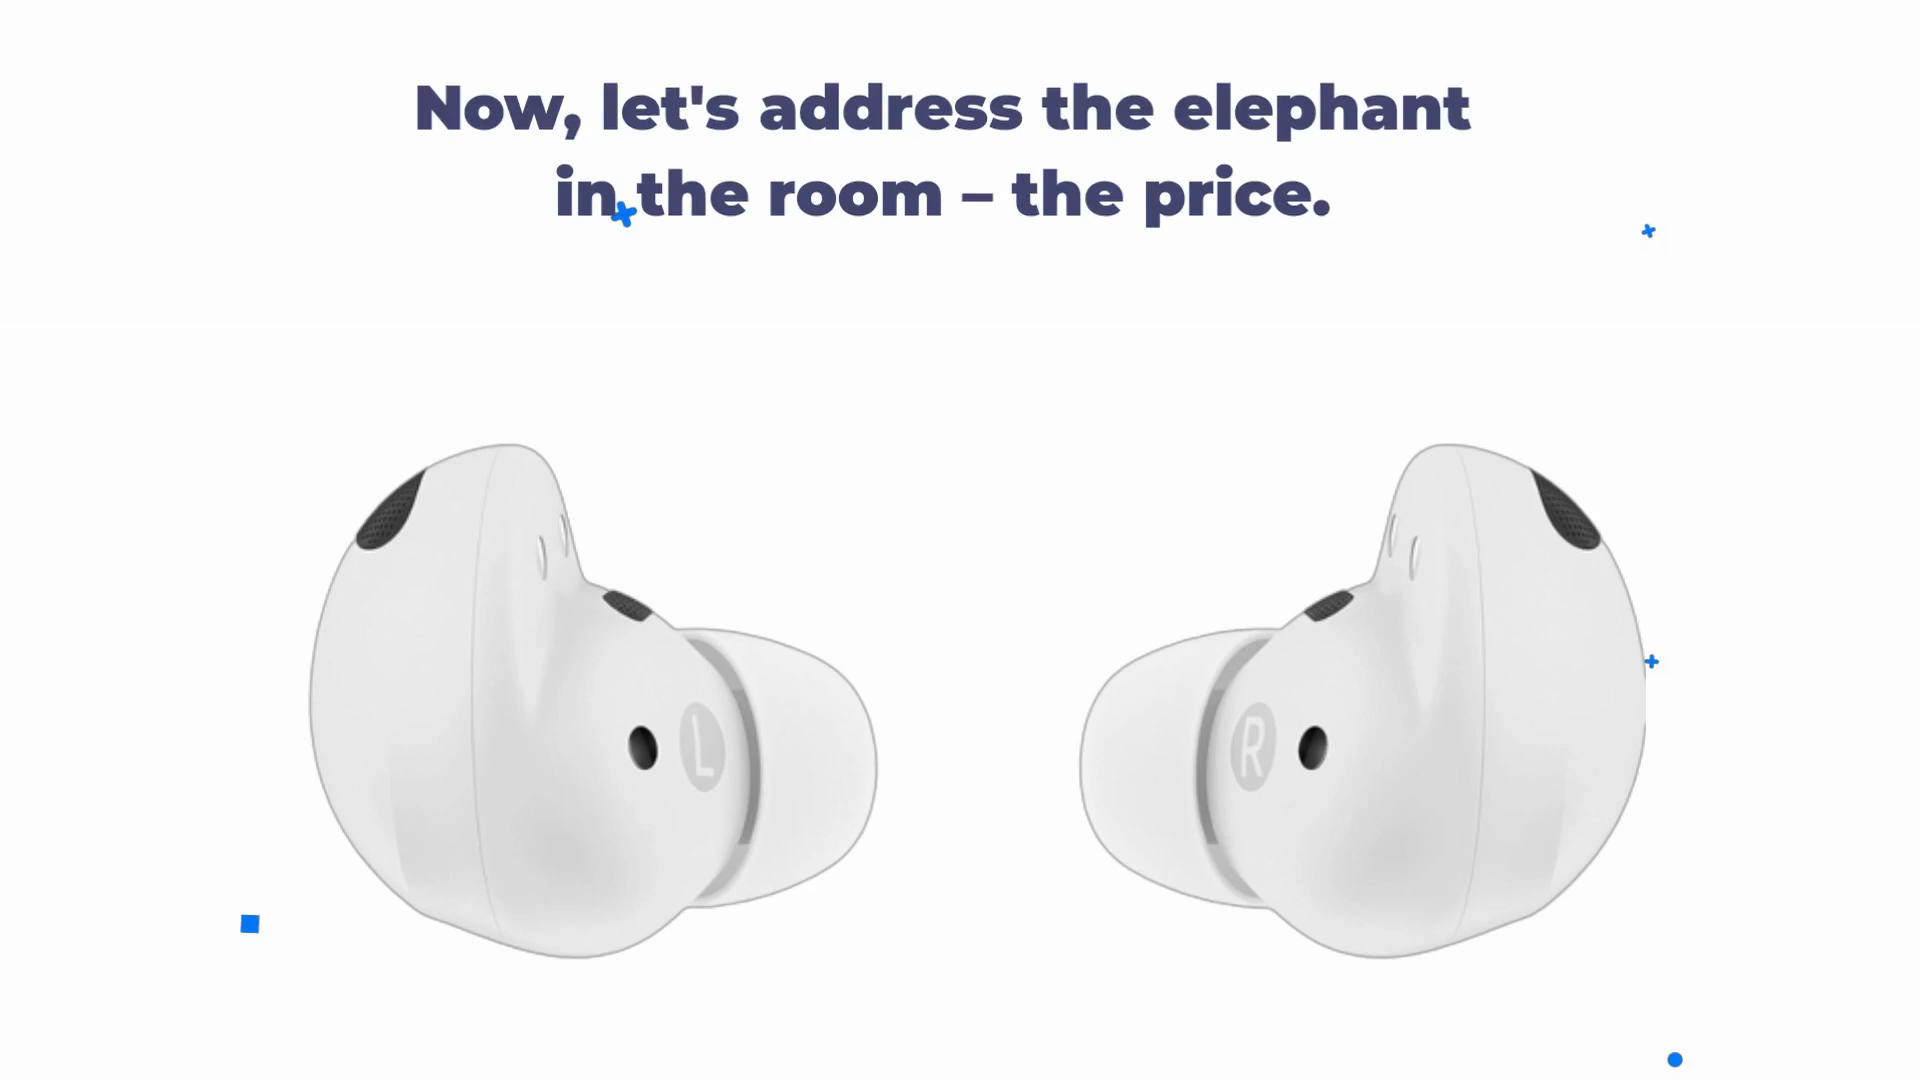 Now, let's address the elephant
in the room – the price.
L
R